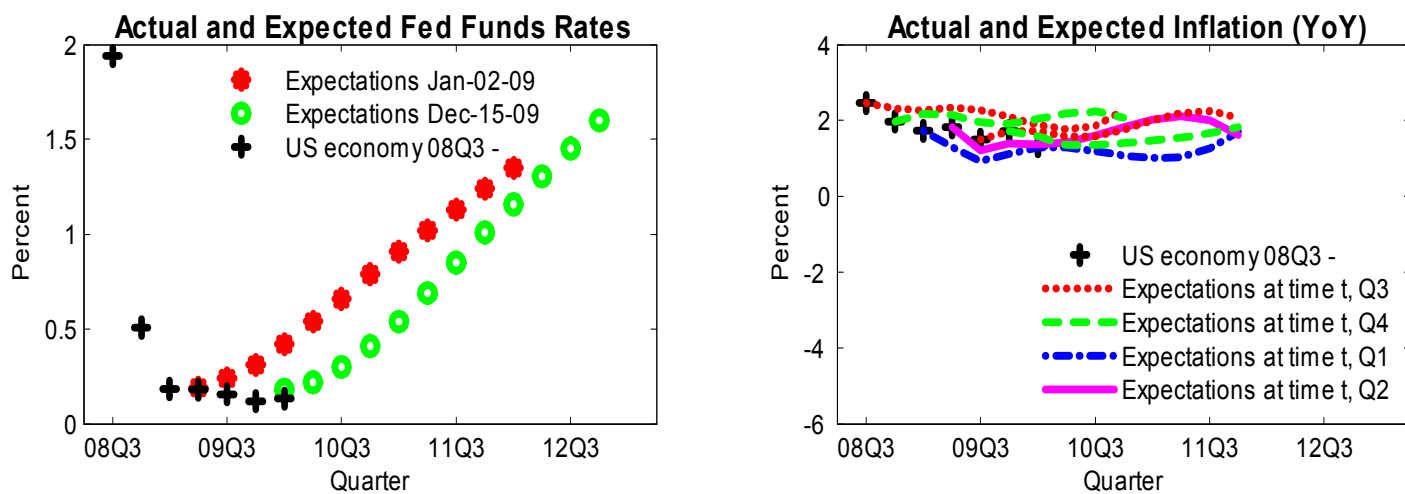 Actual and Expected Fed Funds Rates
2
1.5
1
0.5
0
Percent
Expectations Jan-02-09
Expectations Dec-15-09
US economy 08Q3 -
08Q3 09Q3 10Q3 11Q3 12Q3
Quarter
Actual and Expected Inflation (YoY)
4
2
0
-2
-4
-6
Percent
US economy 08Q3 -
Expectations at time t, Q3
Expectations at time t, Q4
Expectations at time t, Q1
Expectations at time t, Q2
08Q3 09Q3 10Q3 11Q3 12Q3
Quarter